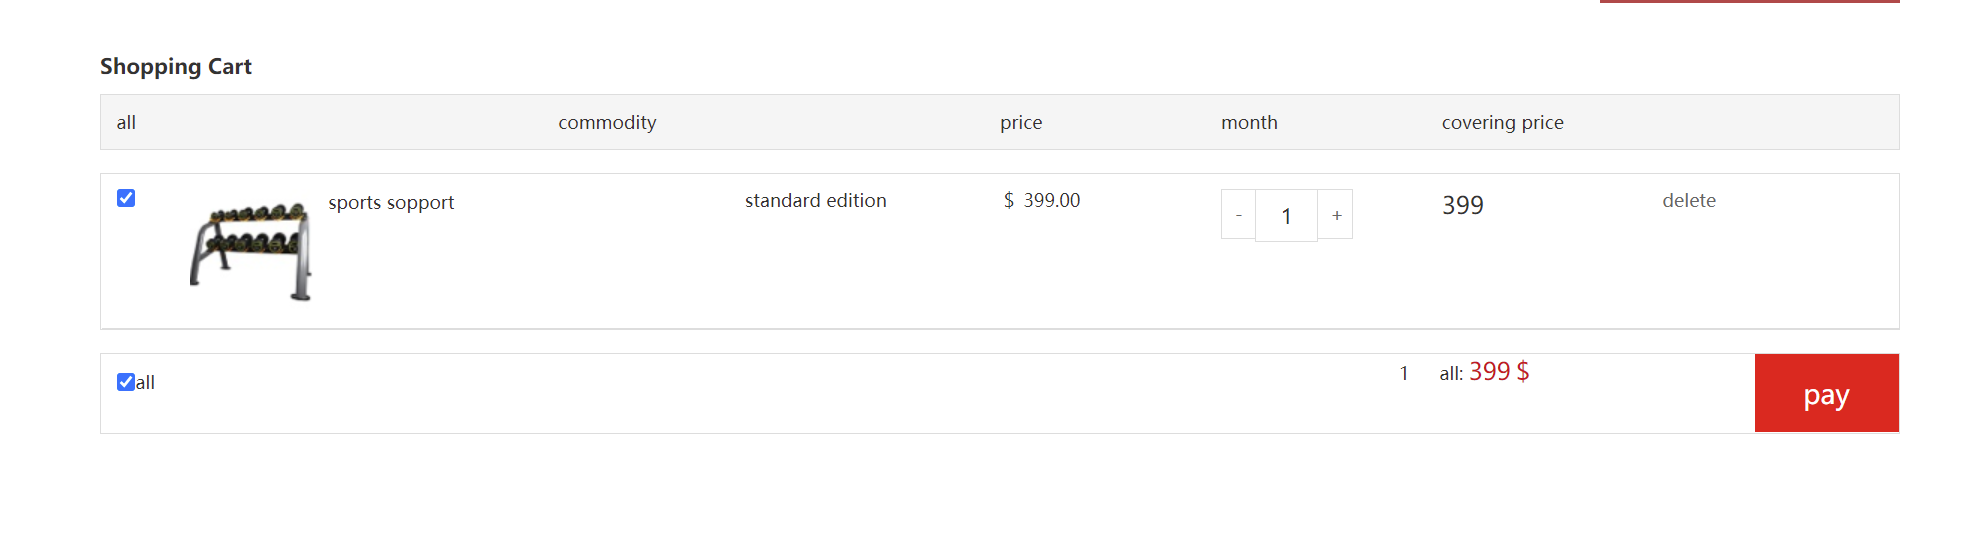 Shopping Cart
all commodity price month covering price
sports sopport standard edition $ 399.00 - 1 + 399 delete
all 1 all: 399 $ pay